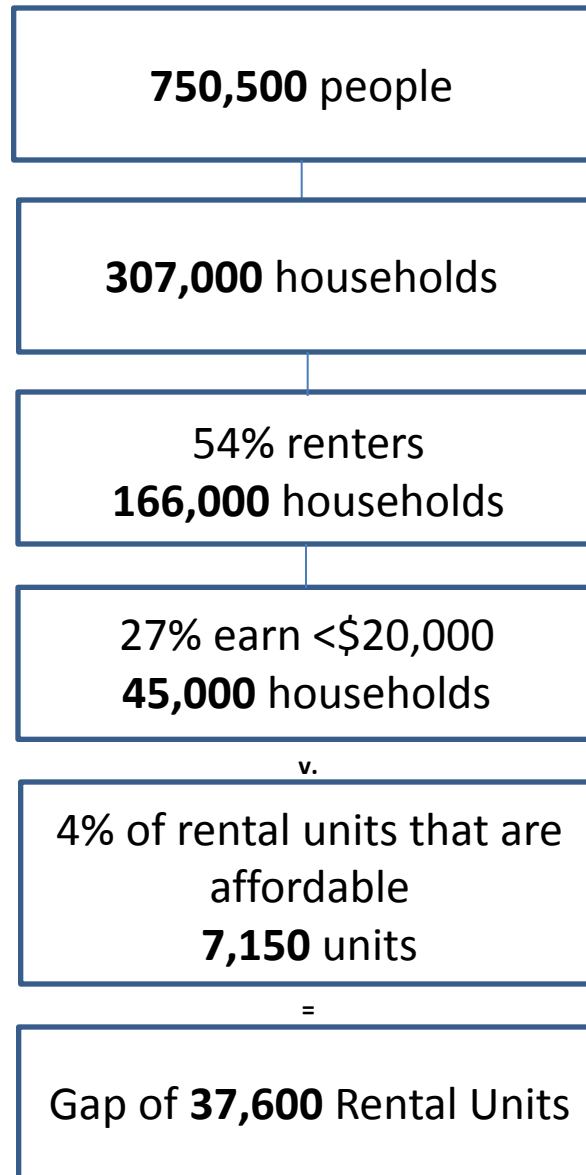 750,500 people
307,000 households
54% renters
166,000 households
27% earn <$20,000
45,000 households
v.
4% of rental units that are
affordable
7,150 units
=
Gap of 37,600 Rental Units